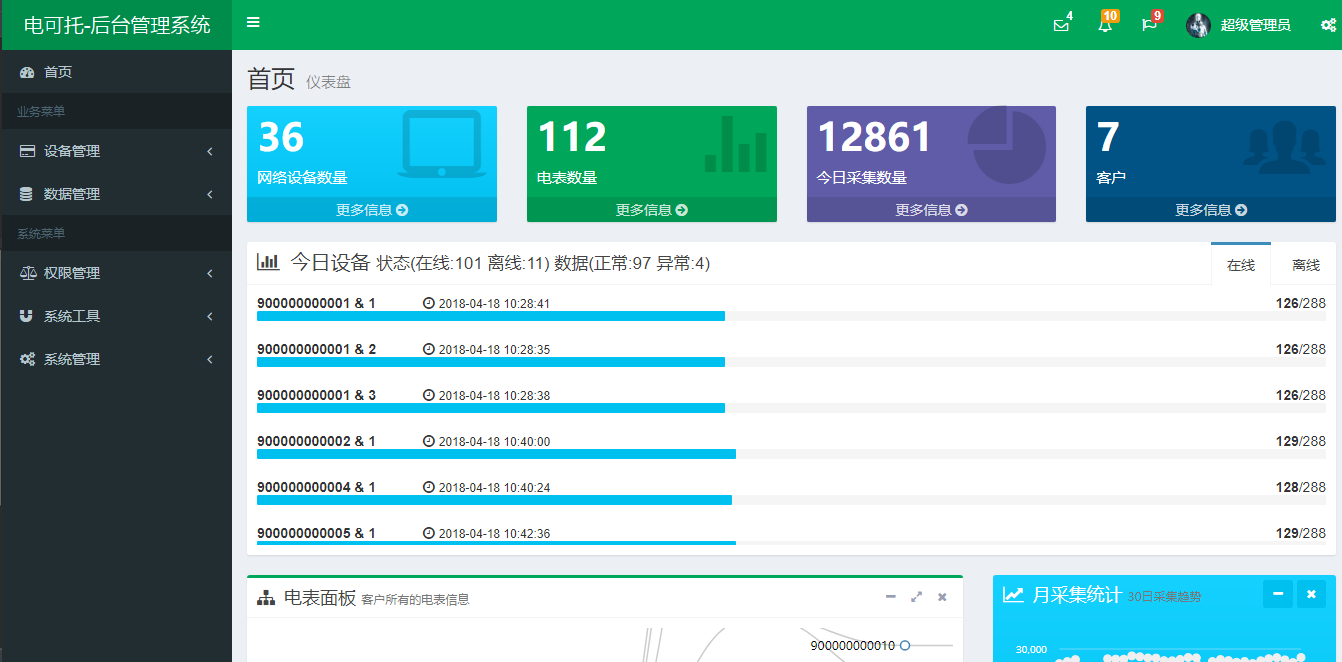 电可托-后台管理系统
4
10
9
超级管理员
首页
业务菜单
设备管理
数据管理
系统菜单
权限管理
系统工具
系统管理
首页 仪表盘
36
网络设备数量
更多信息
112
电表数量
更多信息
12861
今日采集数量
更多信息
7
客户
更多信息
今日设备 状态(在线:101 离线:11) 数据(正常:97 异常:4)
在线
离线
900000000001 & 1 2018-04-18 10:28:41 126/288
900000000001 & 2 2018-04-18 10:28:35 126/288
900000000001 & 3 2018-04-18 10:28:38 126/288
900000000002 & 1 2018-04-18 10:40:00 129/288
900000000004 & 1 2018-04-18 10:40:24 128/288
900000000005 & 1 2018-04-18 10:42:36 129/288
电表面板 客户所有的电表信息
900000000010
月采集统计 30日采集趋势
30,000